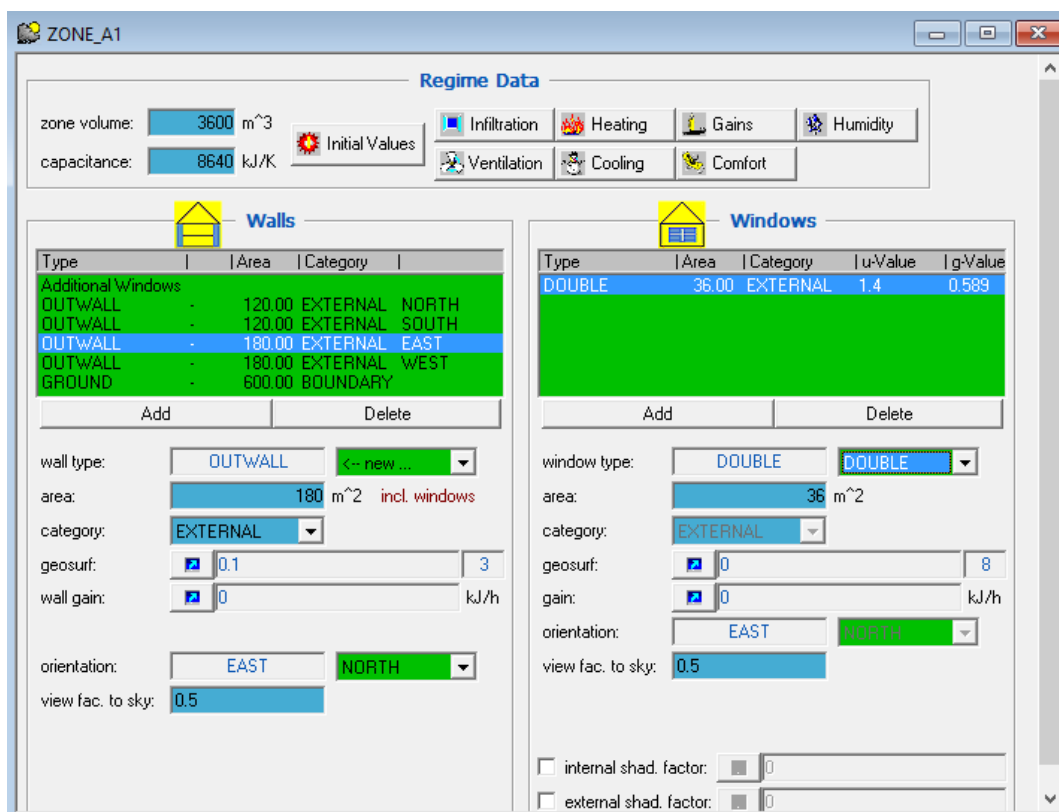 ZONE_A1
Regime Data
zone volume: 3600 m^3
capacitance: 8640 kJ/K
Initial Values
Infiltration Heating Gains Humidity
Ventilation Cooling Comfort
Walls
Type | |Area |Category |
Additional Windows
OUTWALL - 120.00 EXTERNAL NORTH
OUTWALL - 120.00 EXTERNAL SOUTH
OUTWALL - 180.00 EXTERNAL EAST
OUTWALL - 180.00 EXTERNAL WEST
GROUND - 600.00 BOUNDARY
Add Delete
wall type: OUTWALL <-- new ...
area: 180 m^2 incl. windows
category: EXTERNAL
geosurf: 0.1 3
wall gain: 0 kJ/h
orientation: EAST NORTH
view fac. to sky: 0.5
Windows
Type |Area |Category |u-Value |g-Value
DOUBLE 36.00 EXTERNAL 1.4 0.589
Add Delete
window type: DOUBLE DOUBLE
area: 36 m^2
category: EXTERNAL
geosurf: 0 8
gain: 0 kJ/h
orientation: EAST NORTH
view fac. to sky: 0.5
internal shad. factor: 0
external shad. factor: 0